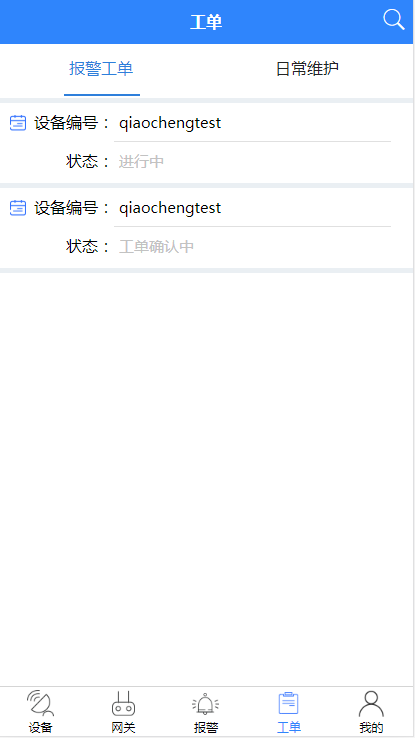 工单
报警工单 日常维护
设备编号： qiaochengtest
状态： 进行中
设备编号： qiaochengtest
状态： 工单确认中
设备 网关 报警 工单 我的